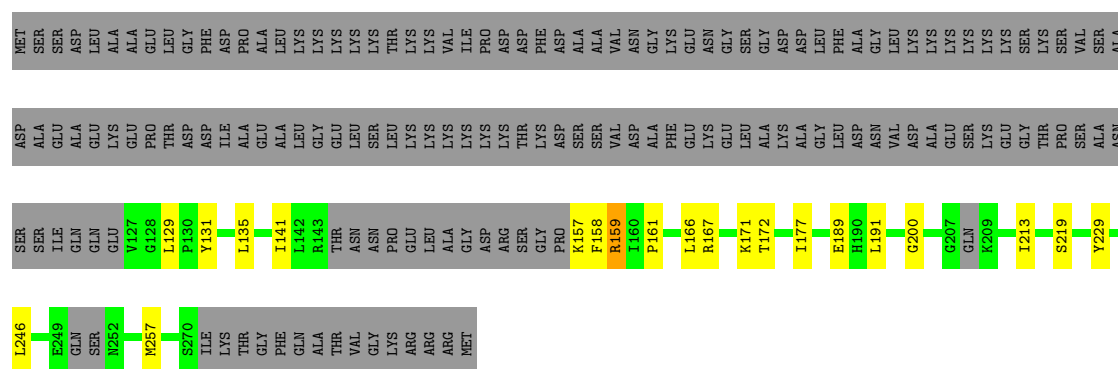 MET SER SER ASP LEU ALA ALA GLU LEU GLY PHE ASP PRO ALA LEU LYS LYS LYS LYS LYS THR LYS LYS VAL ILE PRO ASP ASP PHE ASP ALA ALA VAL ASN GLY LYS GLU ASN GLY SER GLY ASP ASP LEU PHE ALA GLY LEU LYS LYS LYS LYS LYS SER LYS SER VAL SER ALA
ASP ALA GLU ALA GLU LYS GLU PRO THR ASP ASP ILE ALA GLU ALA LEU GLY GLU LEU SER LEU LYS LYS LYS LYS LYS THR LYS ASP SER SER VAL ASP ALA PHE GLU LYS GLU LEU ALA LYS ALA GLY LEU ASP ASN VAL ASP ALA GLU SER LYS GLU GLY THR PRO SER ALA ASN
SER SER ILE GLN GLN GLU V127 G128 L129 P130 Y131 L135 I141 L142 R143 THR ASN ASN PRO GLU LEU ALA GLY ASP ARG SER GLY PRO K157 F158 R159 I160 P161 L166 R167 K171 T172 I177 E189 H190 L191 G200 G207 GLN K209 I213 S219 Y229
L246 E249 GLN SER N252 M257 S270 ILE LYS THR GLY PHE GLN ALA THR VAL GLY LYS ARG ARG ARG MET